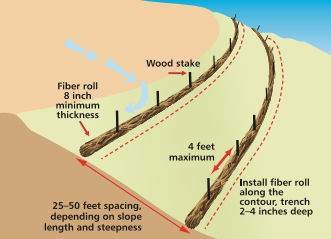 Wood stake
Fiber roll
8 inch
minimum
thickness
4 feet
maximum
Install fiber roll
along the
contour, trench
2–4 inches deep
25–50 feet spacing,
depending on slope
length and steepness